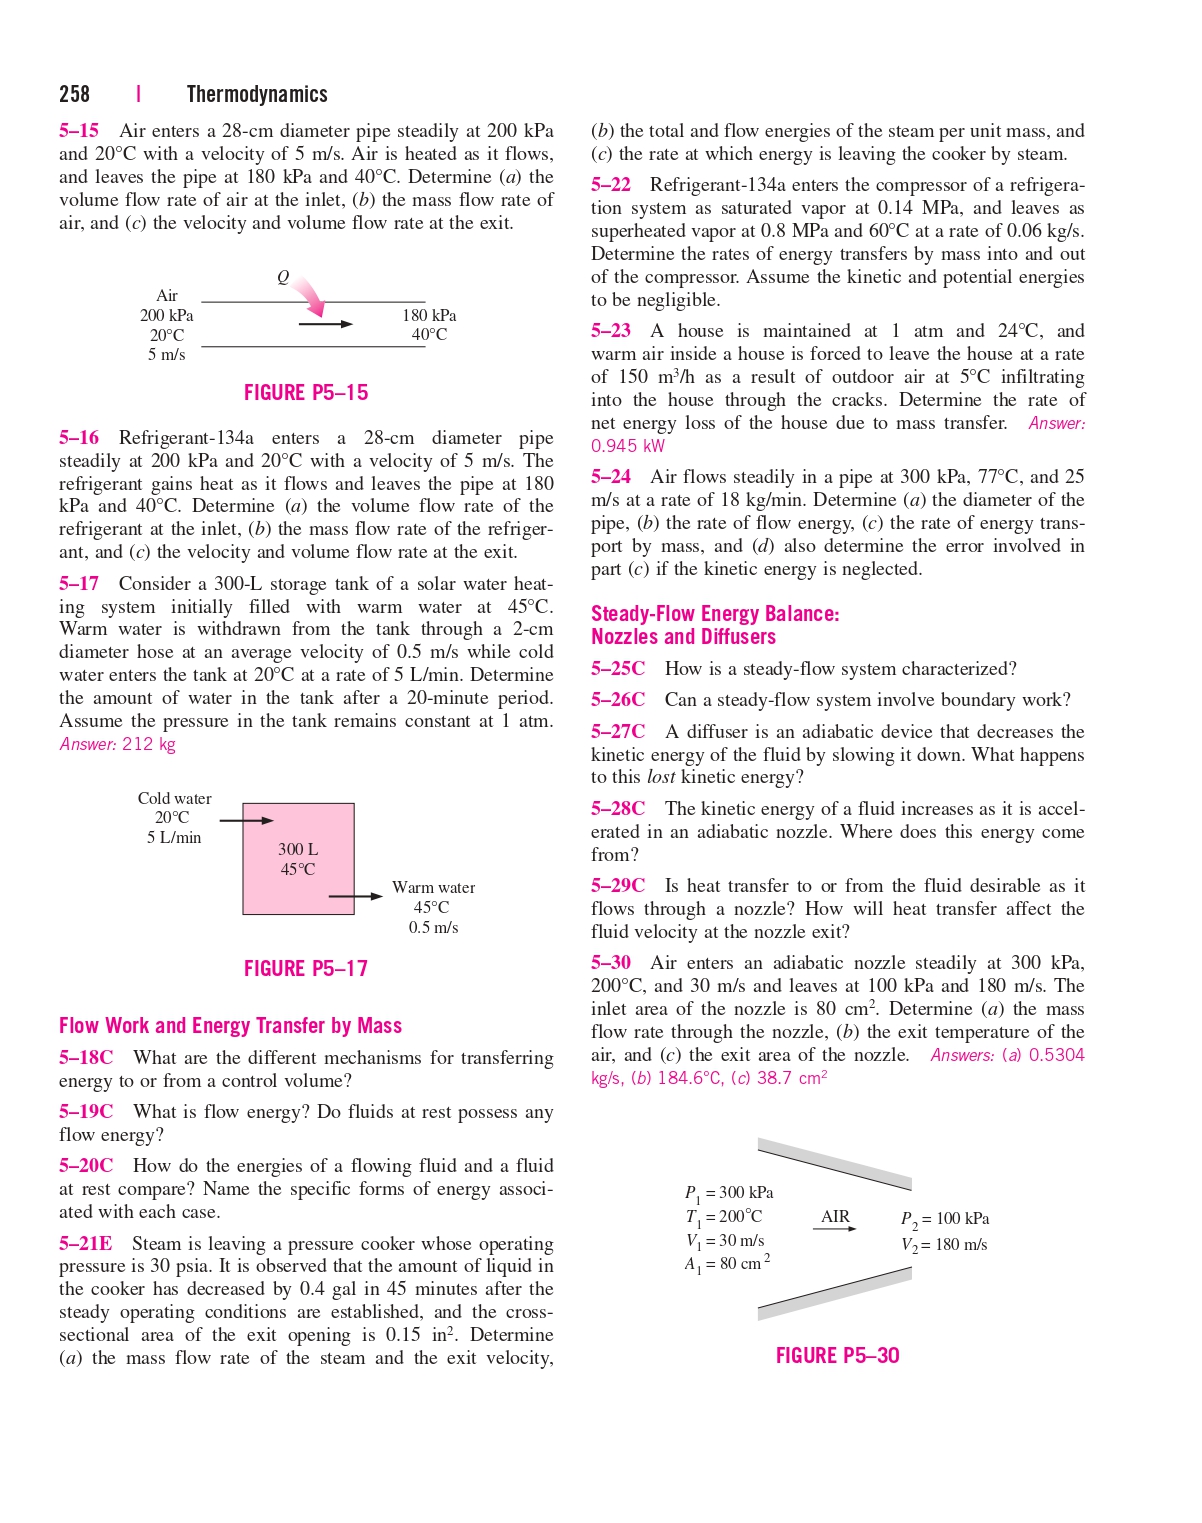 258 | Thermodynamics
5–15 Air enters a 28-cm diameter pipe steadily at 200 kPa
and 20°C with a velocity of 5 m/s. Air is heated as it flows,
and leaves the pipe at 180 kPa and 40°C. Determine (a) the
volume flow rate of air at the inlet, (b) the mass flow rate of
air, and (c) the velocity and volume flow rate at the exit.
Q
Air
200 kPa
20°C
5 m/s
180 kPa
40°C
FIGURE P5–15
5–16 Refrigerant-134a enters a 28-cm diameter pipe
steadily at 200 kPa and 20°C with a velocity of 5 m/s. The
refrigerant gains heat as it flows and leaves the pipe at 180
kPa and 40°C. Determine (a) the volume flow rate of the
refrigerant at the inlet, (b) the mass flow rate of the refriger-
ant, and (c) the velocity and volume flow rate at the exit.
5–17 Consider a 300-L storage tank of a solar water heat-
ing system initially filled with warm water at 45°C.
Warm water is withdrawn from the tank through a 2-cm
diameter hose at an average velocity of 0.5 m/s while cold
water enters the tank at 20°C at a rate of 5 L/min. Determine
the amount of water in the tank after a 20-minute period.
Assume the pressure in the tank remains constant at 1 atm.
Answer: 212 kg
Cold water
20°C
5 L/min
300 L
45°C
Warm water
45°C
0.5 m/s
FIGURE P5–17
Flow Work and Energy Transfer by Mass
5–18C What are the different mechanisms for transferring
energy to or from a control volume?
5–19C What is flow energy? Do fluids at rest possess any
flow energy?
5–20C How do the energies of a flowing fluid and a fluid
at rest compare? Name the specific forms of energy associ-
ated with each case.
5–21E Steam is leaving a pressure cooker whose operating
pressure is 30 psia. It is observed that the amount of liquid in
the cooker has decreased by 0.4 gal in 45 minutes after the
steady operating conditions are established, and the cross-
sectional area of the exit opening is 0.15 in². Determine
(a) the mass flow rate of the steam and the exit velocity,
(b) the total and flow energies of the steam per unit mass, and
(c) the rate at which energy is leaving the cooker by steam.
5–22 Refrigerant-134a enters the compressor of a refrigera-
tion system as saturated vapor at 0.14 MPa, and leaves as
superheated vapor at 0.8 MPa and 60°C at a rate of 0.06 kg/s.
Determine the rates of energy transfers by mass into and out
of the compressor. Assume the kinetic and potential energies
to be negligible.
5–23 A house is maintained at 1 atm and 24°C, and
warm air inside a house is forced to leave the house at a rate
of 150 m³/h as a result of outdoor air at 5°C infiltrating
into the house through the cracks. Determine the rate of
net energy loss of the house due to mass transfer. Answer:
0.945 kW
5–24 Air flows steadily in a pipe at 300 kPa, 77°C, and 25
m/s at a rate of 18 kg/min. Determine (a) the diameter of the
pipe, (b) the rate of flow energy, (c) the rate of energy trans-
port by mass, and (d) also determine the error involved in
part (c) if the kinetic energy is neglected.
Steady-Flow Energy Balance:
Nozzles and Diffusers
5–25C How is a steady-flow system characterized?
5–26C Can a steady-flow system involve boundary work?
5–27C A diffuser is an adiabatic device that decreases the
kinetic energy of the fluid by slowing it down. What happens
to this lost kinetic energy?
5–28C The kinetic energy of a fluid increases as it is accel-
erated in an adiabatic nozzle. Where does this energy come
from?
5–29C Is heat transfer to or from the fluid desirable as it
flows through a nozzle? How will heat transfer affect the
fluid velocity at the nozzle exit?
5–30 Air enters an adiabatic nozzle steadily at 300 kPa,
200°C, and 30 m/s and leaves at 100 kPa and 180 m/s. The
inlet area of the nozzle is 80 cm². Determine (a) the mass
flow rate through the nozzle, (b) the exit temperature of the
air, and (c) the exit area of the nozzle. Answers: (a) 0.5304
kg/s, (b) 184.6°C, (c) 38.7 cm²
P₁ = 300 kPa
T₁ = 200°C
V₁ = 30 m/s
A₁ = 80 cm²
AIR
P₂ = 100 kPa
V₂ = 180 m/s
FIGURE P5–30